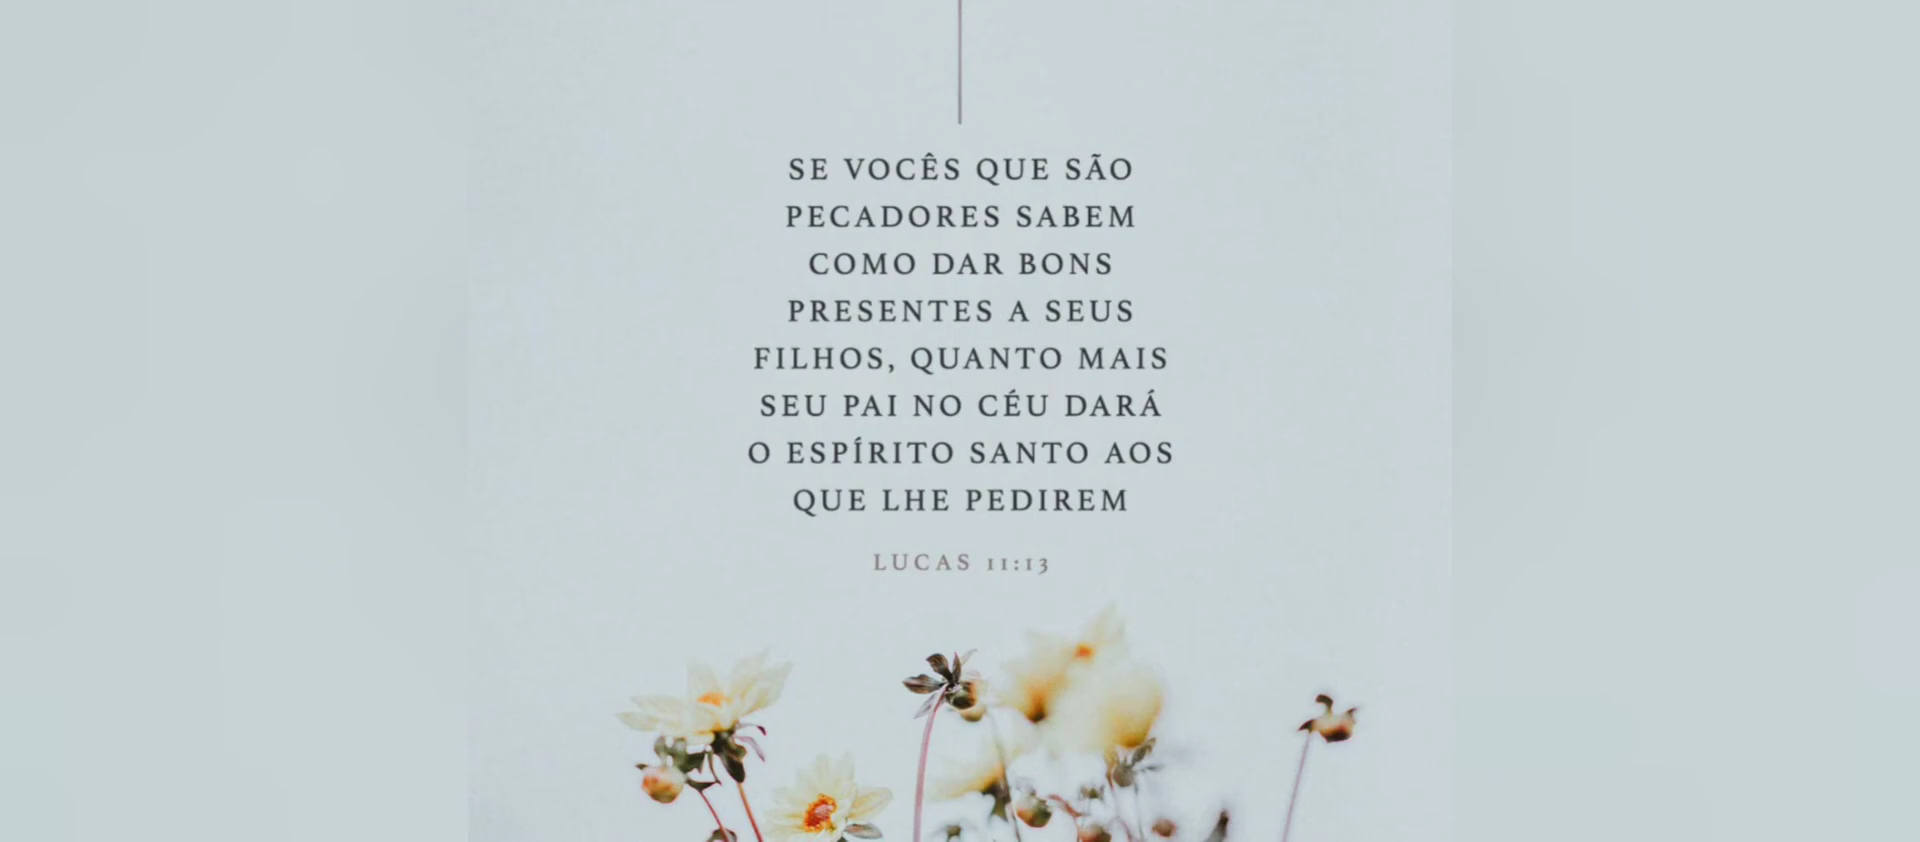 SE VOCÊS QUE SÃO
PECADORES SABEM
COMO DAR BONS
PRESENTES A SEUS
FILHOS, QUANTO MAIS
SEU PAI NO CÉU DARÁ
O ESPÍRITO SANTO AOS
QUE LHE PEDIREM
LUCAS 11:13